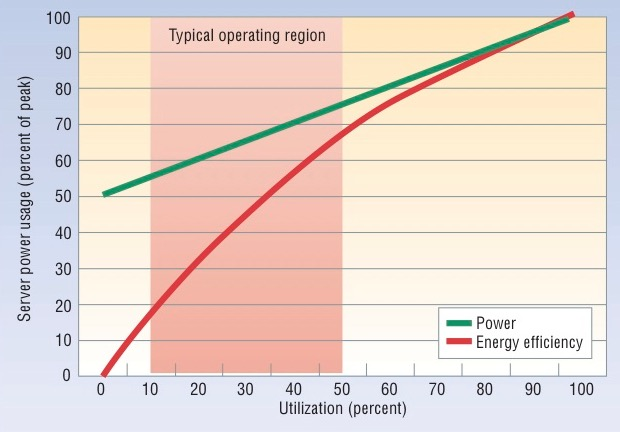 Typical operating region
Server power usage (percent of peak)
100
90
80
70
60
50
40
30
20
10
0
0 10 20 30 40 50 60 70 80 90 100
Utilization (percent)
Power
Energy efficiency